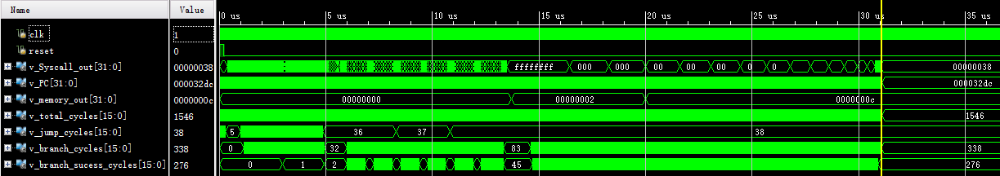 Name Value 0 us 5 us 10 us 15 us 20 us 25 us 30 us 35 us
clk 1
reset 0
v_Syscall_out[31:0] 00000038 ffffffff 000 000 00 00 00 0 0 00000038
v_PC[31:0] 000032dc 000032dc
v_memory_out[31:0] 0000000c 00000000 00000002 0000000c
v_total_cycles[15:0] 1546 1546
v_jump_cycles[15:0] 38 5 36 37 38
v_branch_cycles[15:0] 338 0 32 83 338
v_branch_sucess_cycles[15:0] 276 0 1 2 45 276